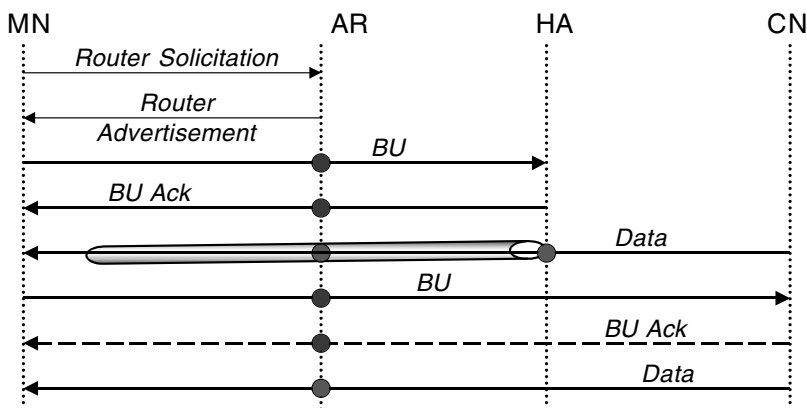 MN AR HA CN
Router Solicitation
Router
Advertisement
BU
BU Ack
Data
BU
BU Ack
Data